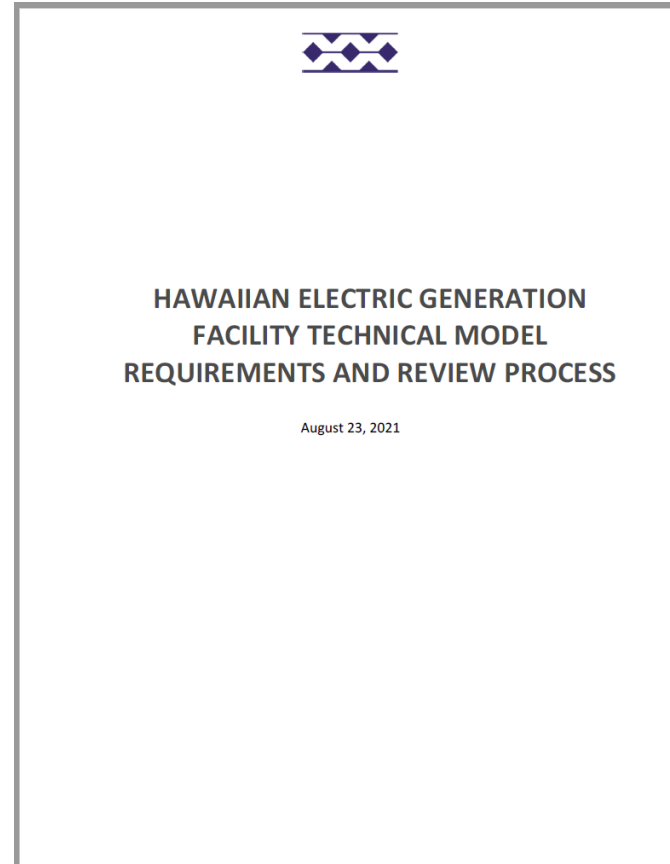 HAWAIIAN ELECTRIC GENERATION
FACILITY TECHNICAL MODEL
REQUIREMENTS AND REVIEW PROCESS
August 23, 2021